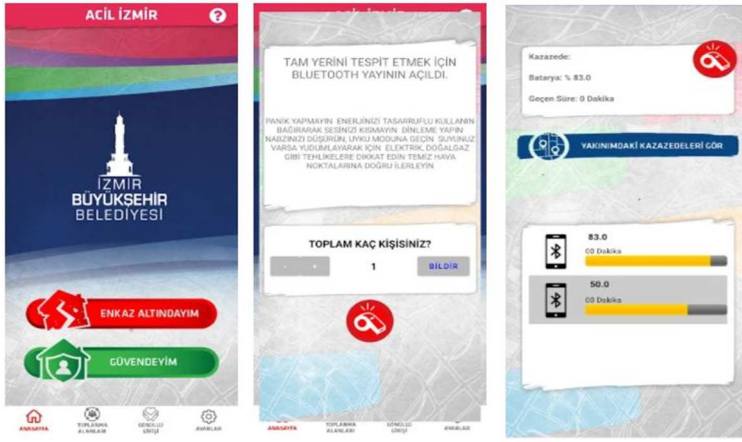 ACİL İZMİR
?
İZMİR
BÜYÜKŞEHİR
BELEDİYESİ
ENKAZ ALTINDAYIM
GÜVENDEYİM
ANASAYFA
TOPLANMA
ALANLARI
GÖNÜLLÜ
GİRİŞİ
AYARLAR
TAM YERİNİ TESPİT ETMEK İÇİN
BLUETOOTH YAYININ AÇILDI.
PANİK YAPMAYIN ENERJİNİZİ TASARRUFLU KULLANIN
BAĞIRARAK SESİNİZİ KISMAYIN DİNLEME YAPIN
NABZINIZI DÜŞÜRÜN, UYKU MODUNA GEÇİN SUYUNUZ
VARSA YUDUMLAYARAK İÇİN ELEKTRİK, DOĞALGAZ
GİBİ TEHLİKELERE DİKKAT EDİN TEMİZ HAVA
NOKTALARINA DOĞRU İLERLEYİN
TOPLAM KAÇ KİŞİSİNİZ?
- + 1 BİLDİR
ANASAYFA
TOPLANMA
ALANLARI
GÖNÜLLÜ
GİRİŞİ
AYARLAR
Kazazede:
Batarya: % 83.0
Geçen Süre: 0 Dakika
YAKINIMDAKİ KAZAZEDELERİ GÖR
83.0
00 Dakika
50.0
00 Dakika